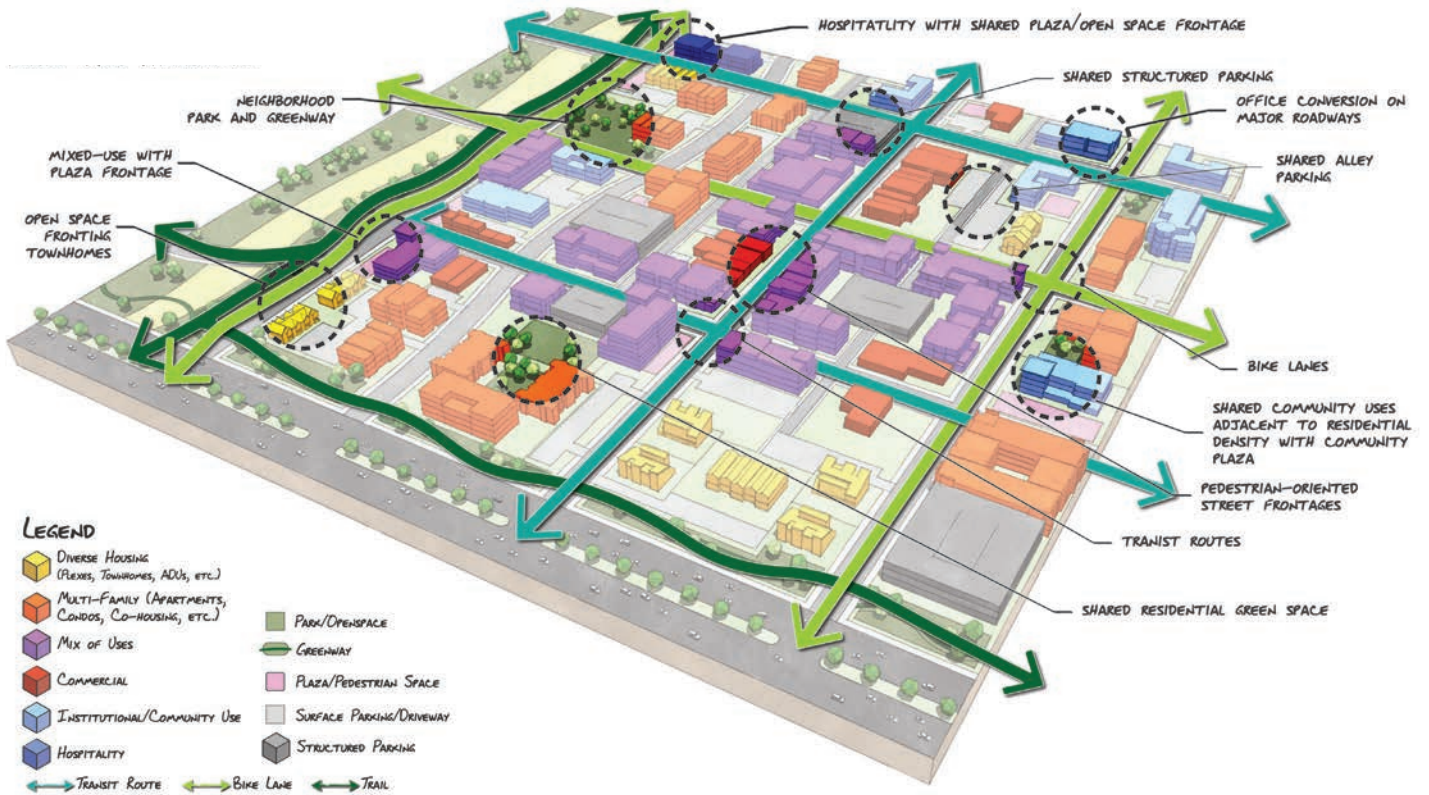 HOSPITATLITY WITH SHARED PLAZA/OPEN SPACE FRONTAGE
SHARED STRUCTURED PARKING
OFFICE CONVERSION ON
MAJOR ROADWAYS
SHARED ALLEY
PARKING
NEIGHBORHOOD
PARK AND GREENWAY
MIXED-USE WITH
PLAZA FRONTAGE
OPEN SPACE
FRONTING
TOWNHOMES
BIKE LANES
SHARED COMMUNITY USES
ADJACENT TO RESIDENTIAL
DENSITY WITH COMMUNITY
PLAZA
PEDESTRIAN-ORIENTED
STREET FRONTAGES
TRANIST ROUTES
SHARED RESIDENTIAL GREEN SPACE
LEGEND
DIVERSE HOUSING
(PLEXES, TOWNHOMES, ADUS, ETC.)
MULTI-FAMILY (APARTMENTS,
CONDOS, CO-HOUSING, ETC.)
MIX OF USES
COMMERCIAL
INSTITUTIONAL/COMMUNITY USE
HOSPITALITY
PARK/OPENSPACE
GREENWAY
PLAZA/PEDESTRIAN SPACE
SURFACE PARKING/DRIVEWAY
STRUCTURED PARKING
TRANSIT ROUTE
BIKE LANE
TRAIL